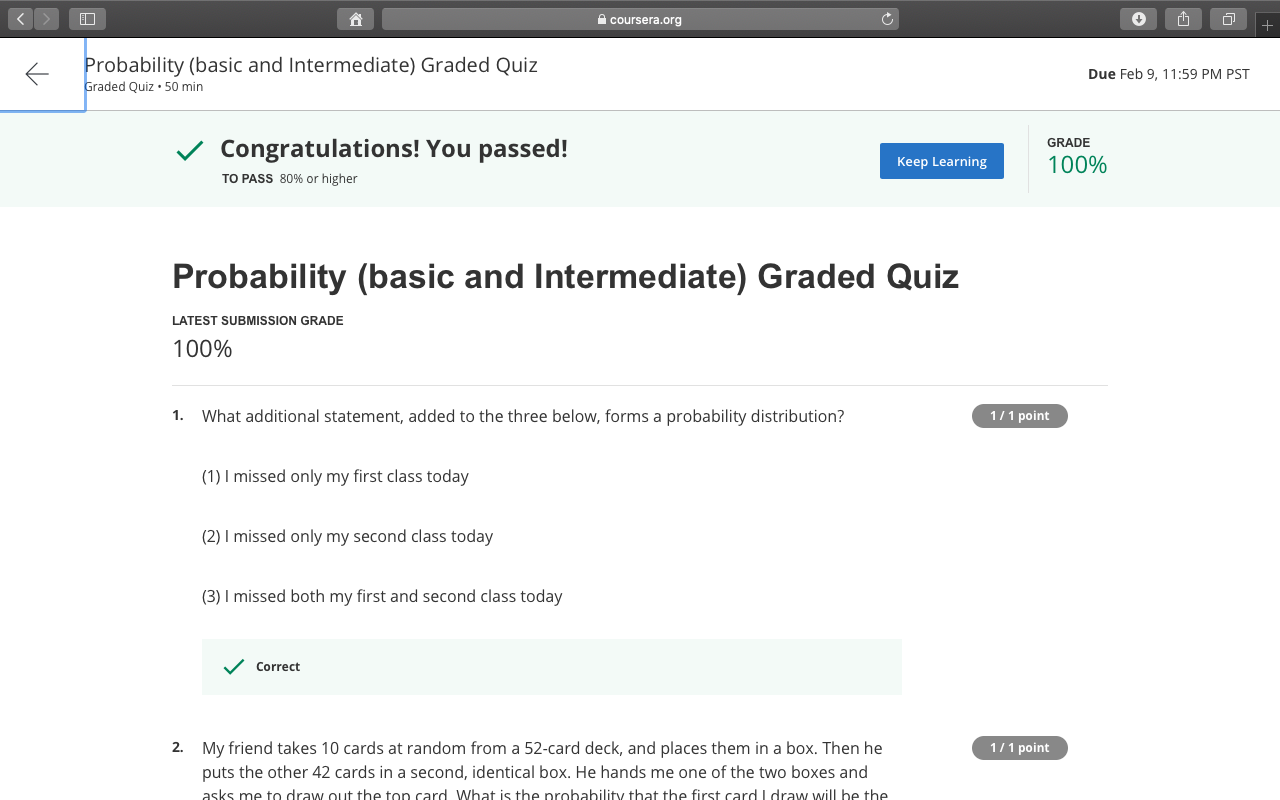 coursera.org
Probability (basic and Intermediate) Graded Quiz
Graded Quiz • 50 min
Due Feb 9, 11:59 PM PST
Congratulations! You passed!
TO PASS 80% or higher
Keep Learning
GRADE
100%
Probability (basic and Intermediate) Graded Quiz
LATEST SUBMISSION GRADE
100%
1. What additional statement, added to the three below, forms a probability distribution?
1 / 1 point
(1) I missed only my first class today
(2) I missed only my second class today
(3) I missed both my first and second class today
Correct
2. My friend takes 10 cards at random from a 52-card deck, and places them in a box. Then he
1 / 1 point
puts the other 42 cards in a second, identical box. He hands me one of the two boxes and
asks me to draw out the top card. What is the probability that the first card I draw will be the